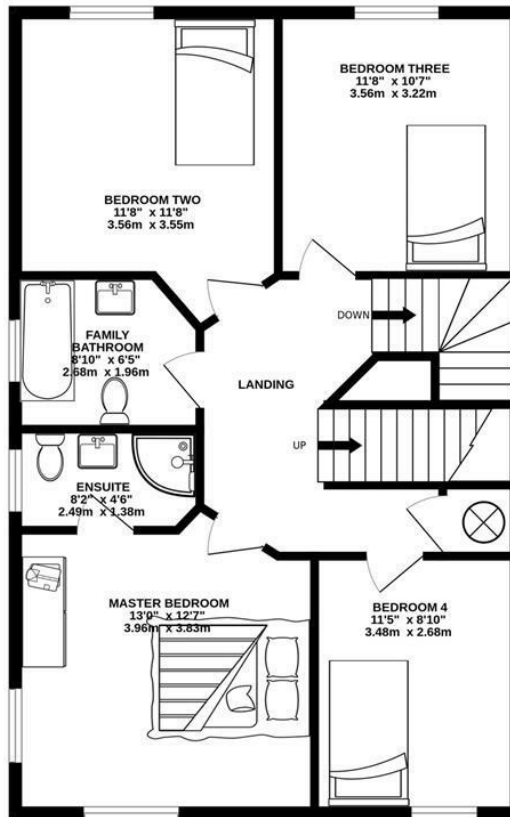 BEDROOM TWO
11'8" x 11'8"
3.56m x 3.55m
BEDROOM THREE
11'8" x 10'7"
3.56m x 3.22m
FAMILY
BATHROOM
8'10" x 6'5"
2.68m x 1.96m
DOWN
LANDING
UP
ENSUITE
8'2" x 4'6"
2.49m x 1.38m
MASTER BEDROOM
13'0" x 12'7"
3.96m x 3.83m
BEDROOM 4
11'5" x 8'10"
3.48m x 2.68m